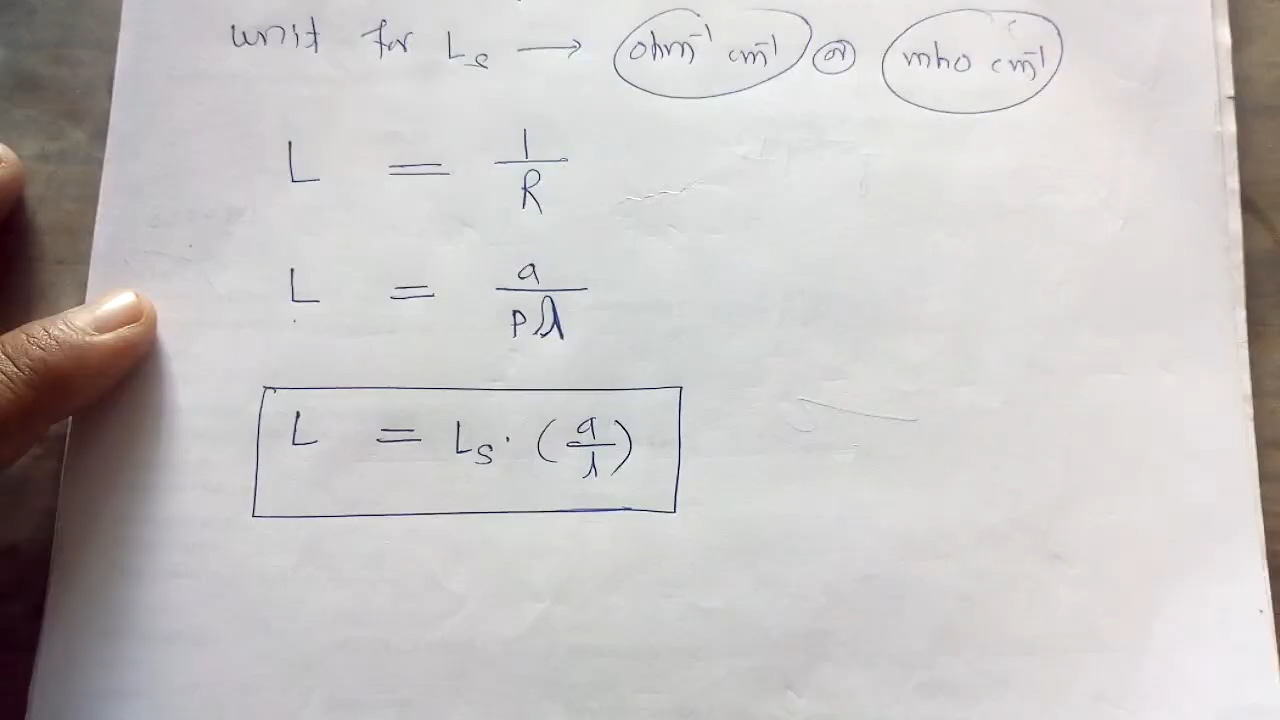 unit for Ls → ohm⁻¹ cm⁻¹ or mho cm⁻¹
L = 1/R
L = a/ρl
L = Ls · (a/l)